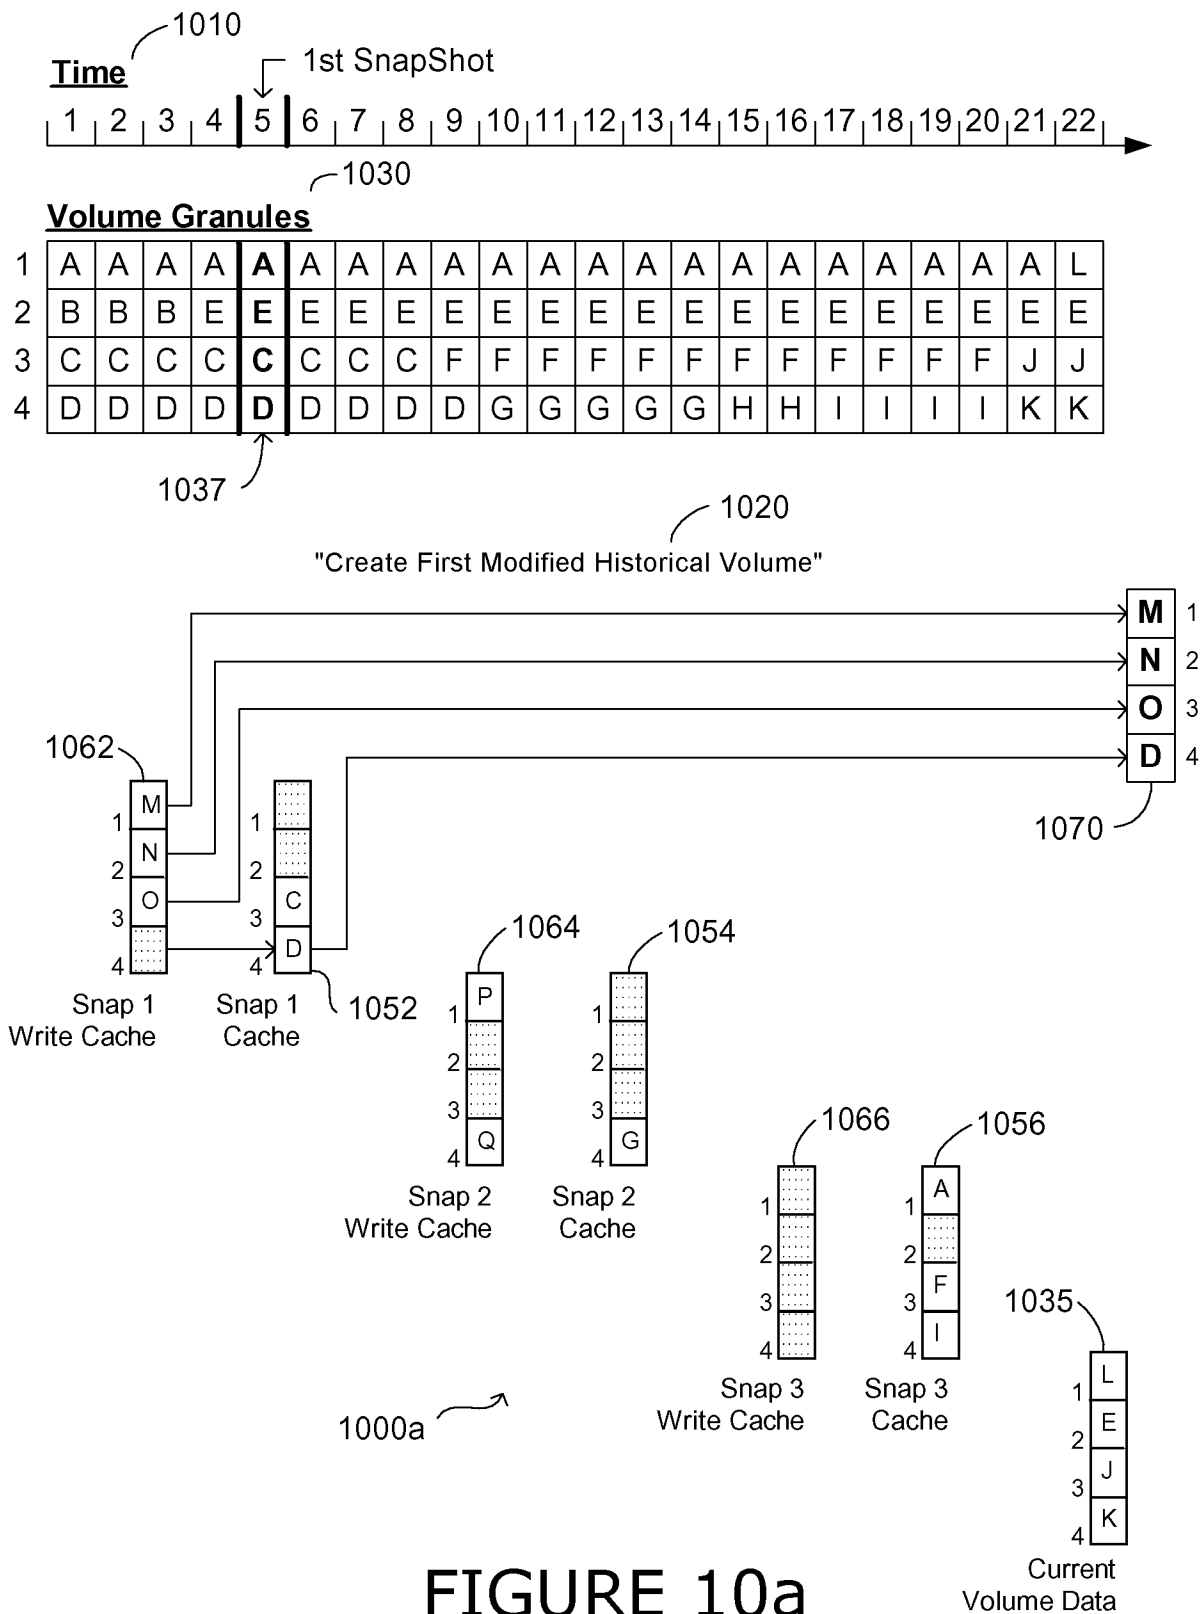 1010
1st SnapShot
Time
1 2 3 4 5 6 7 8 9 10 11 12 13 14 15 16 17 18 19 20 21 22
1030
Volume Granules
1 A A A A A A A A A A A A A A A A A A A A A L
2 B B B E E E E E E E E E E E E E E E E E E E
3 C C C C C C C C F F F F F F F F F F F F J J
4 D D D D D D D D D G G G G G H H I I I I K K
1037
1020
"Create First Modified Historical Volume"
M 1
N 2
O 3
D 4
1070
1062
M
1
N
2
O
3
4
Snap 1
Write Cache
1
2
C
3
D
4
Snap 1
Cache
1052
1064
P
1
2
3
Q
4
Snap 2
Write Cache
1054
1
2
3
G
4
Snap 2
Cache
1066
1
2
3
4
Snap 3
Write Cache
1056
A
1
2
F
3
I
4
Snap 3
Cache
1035
L
1
E
2
J
3
K
4
Current
Volume Data
1000a
FIGURE 10a